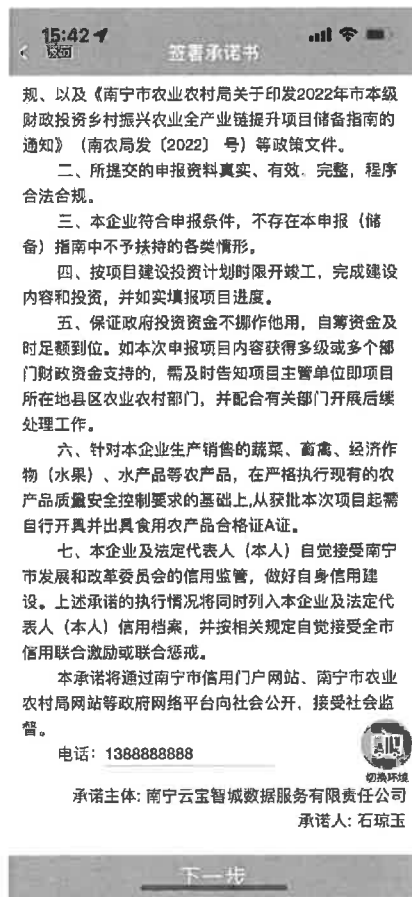 15:42
签署承诺书
规、以及《南宁市农业农村局关于印发2022年市本级
财政投资乡村振兴农业全产业链提升项目储备指南的
通知》（南农局发〔2022〕 号）等政策文件。
二、所提交的申报资料真实、有效、完整，程序
合法合规。
三、本企业符合申报条件，不存在本申报（储
备）指南中不予扶持的各类情形。
四、按项目建设投资计划时限开竣工，完成建设
内容和投资，并如实填报项目进度。
五、保证政府投资资金不挪作他用，自筹资金及
时足额到位。如本次申报项目内容获得多级或多个部
门财政资金支持的，需及时告知项目主管单位即项目
所在地县区农业农村部门，并配合有关部门开展后续
处理工作。
六、针对本企业生产销售的蔬菜、畜禽、经济作
物（水果）、水产品等农产品，在严格执行现有的农
产品质量安全控制要求的基础上,从获批本次项目起需
自行开具并出具食用农产品合格证A证。
七、本企业及法定代表人（本人）自觉接受南宁
市发展和改革委员会的信用监管，做好自身信用建
设。上述承诺的执行情况将同时列入本企业及法定代
表人（本人）信用档案，并按相关规定自觉接受全市
信用联合激励或联合惩戒。
本承诺将通过南宁市信用门户网站、南宁市农业
农村局网站等政府网络平台向社会公开，接受社会监
督。
电话：1388888888
切换环境
承诺主体: 南宁云宝智城数据服务有限责任公司
承诺人: 石琼玉
下一步